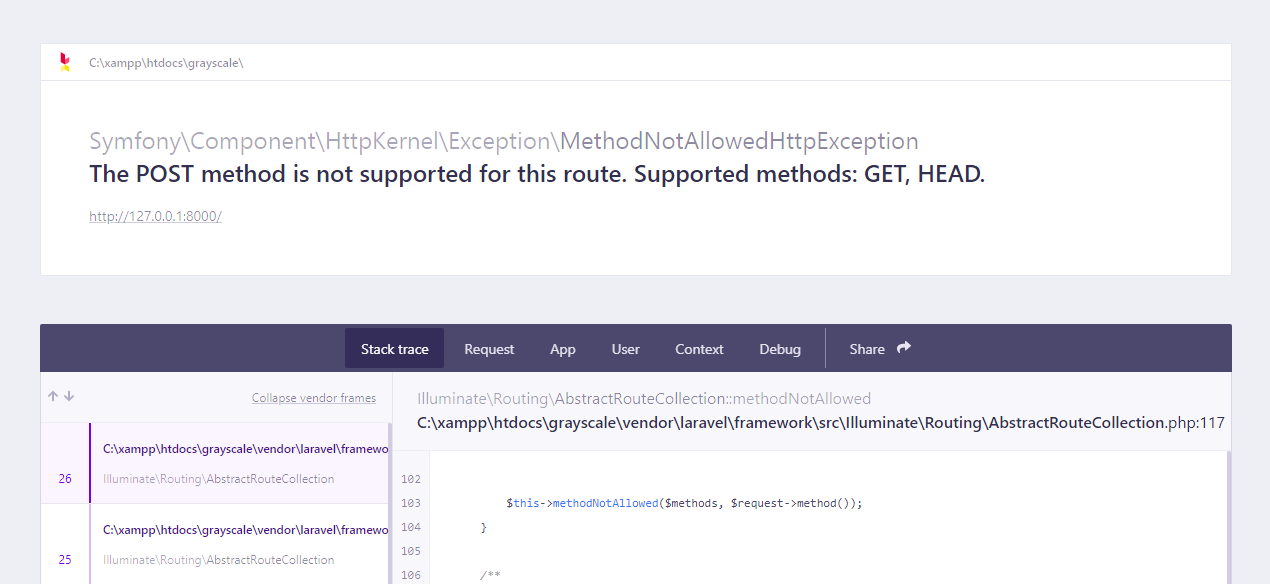 C:\xampp\htdocs\grayscale\
Symfony\Component\HttpKernel\Exception\MethodNotAllowedHttpException
The POST method is not supported for this route. Supported methods: GET, HEAD.
http://127.0.0.1:8000/
Stack trace Request App User Context Debug Share
Collapse vendor frames
Illuminate\Routing\AbstractRouteCollection::methodNotAllowed
C:\xampp\htdocs\grayscale\vendor\laravel\framework\src\Illuminate\Routing\AbstractRouteCollection.php:117
C:\xampp\htdocs\grayscale\vendor\laravel\framewo
26 Illuminate\Routing\AbstractRouteCollection
C:\xampp\htdocs\grayscale\vendor\laravel\framewo
25 Illuminate\Routing\AbstractRouteCollection
102
103 $this->methodNotAllowed($methods, $request->method());
104 }
105
106 /**